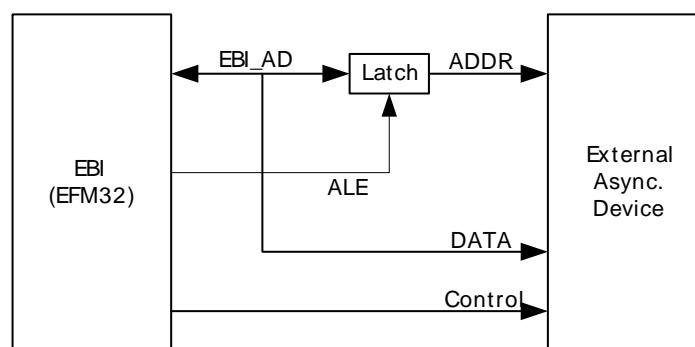 EBI_AD
Latch
ADDR
EBI
(EFM32)
ALE
External
Async.
Device
DATA
Control